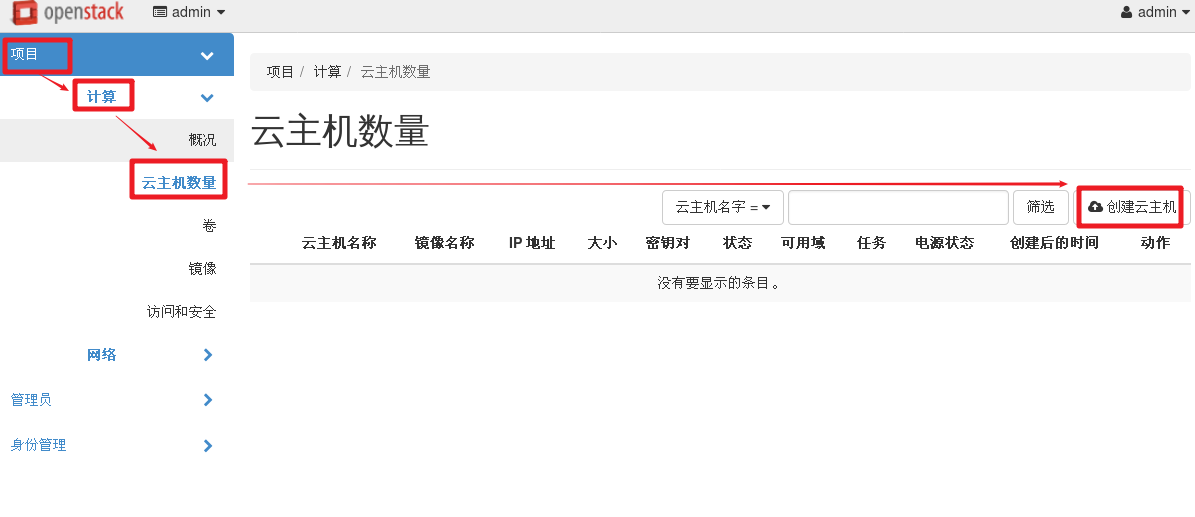 openstack admin admin
项目
计算
概况
云主机数量
卷
镜像
访问和安全
网络
管理员
身份管理
项目 / 计算 / 云主机数量
云主机数量
云主机名字 = 筛选 创建云主机
云主机名称 镜像名称 IP 地址 大小 密钥对 状态 可用域 任务 电源状态 创建后的时间 动作
没有要显示的条目。